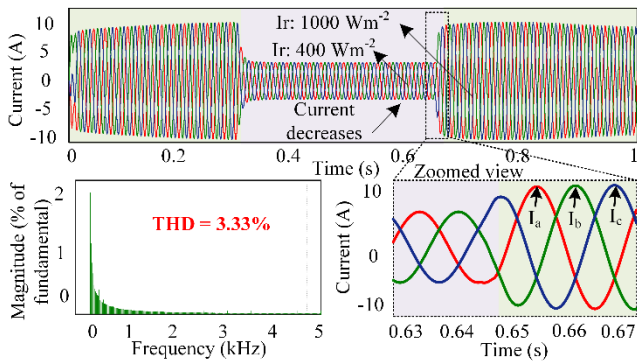 Current (A)
10
5
0
-5
-10
Ir: 1000 Wm-2
Ir: 400 Wm-2
Current
decreases
0
0.2
0.4
0.6
0.8
1
Time (s)
Zoomed view
Magnitude (% of
fundamental
2
1
0
THD = 3.33%
0
1
2
3
4
5
Frequency (kHz)
Current (A)
10
0
-10
Ia
Ib
Ic
0.63
0.64
0.65
0.66
0.67
Time (s)